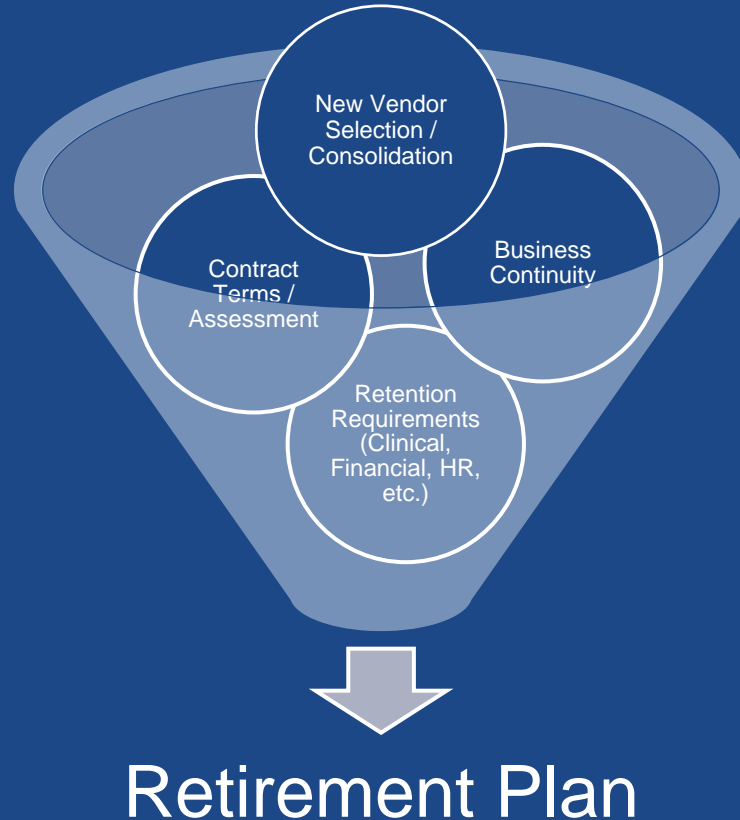 New Vendor
Selection /
Consolidation
Business
Continuity
Contract
Terms /
Assessment
Retention
Requirements
(Clinical,
Financial, HR,
etc.)
Retirement Plan